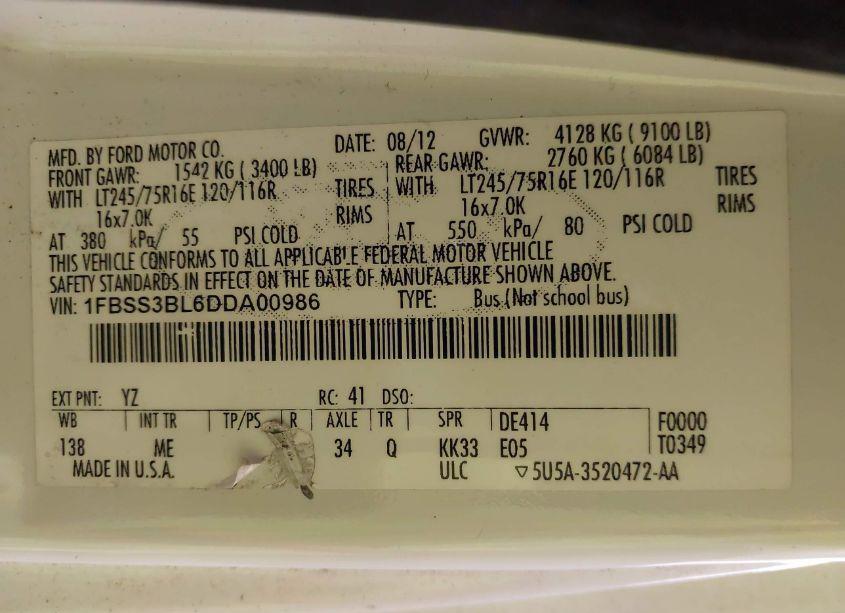 MFD. BY FORD MOTOR CO. DATE: 08/12 GVWR: 4128 KG ( 9100 LB)
FRONT GAWR: 1542 KG ( 3400 LB) REAR GAWR: 2760 KG ( 6084 LB)
WITH LT245/75R16E 120/116R TIRES WITH LT245/75R16E 120/116R TIRES
16x7.0K RIMS 16x7.0K RIMS
AT 380 kPa/ 55 PSI COLD AT 550 kPa/ 80 PSI COLD
THIS VEHICLE CONFORMS TO ALL APPLICABLE FEDERAL MOTOR VEHICLE
SAFETY STANDARDS IN EFFECT ON THE DATE OF MANUFACTURE SHOWN ABOVE.
VIN: 1FBSS3BL6DDA00986 TYPE: Bus (Not school bus)
EXT PNT: YZ RC: 41 DSO:
WB INT TR TP/PS R AXLE TR SPR DE414 F0000
138 ME 34 Q KK33 E05 T0349
MADE IN U.S.A. ULC ▽5U5A-3520472-AA